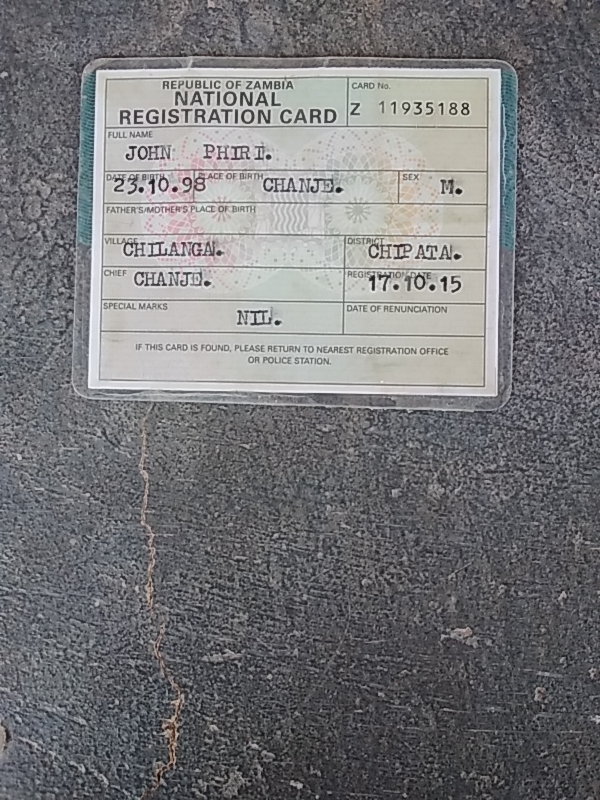 REPUBLIC OF ZAMBIA
NATIONAL
REGISTRATION CARD
CARD No.
Z 11935188
FULL NAME
JOHN PHIRI.
DATE OF BIRTH PLACE OF BIRTH SEX
23.10.98 CHANJE. M.
FATHER'S/MOTHER'S PLACE OF BIRTH
VILLAGE DISTRICT
CHILANGA. CHIPATA.
CHIEF REGISTRATION DATE
CHANJE. 17.10.15
SPECIAL MARKS DATE OF RENUNCIATION
NIL.
IF THIS CARD IS FOUND, PLEASE RETURN TO NEAREST REGISTRATION OFFICE
OR POLICE STATION.